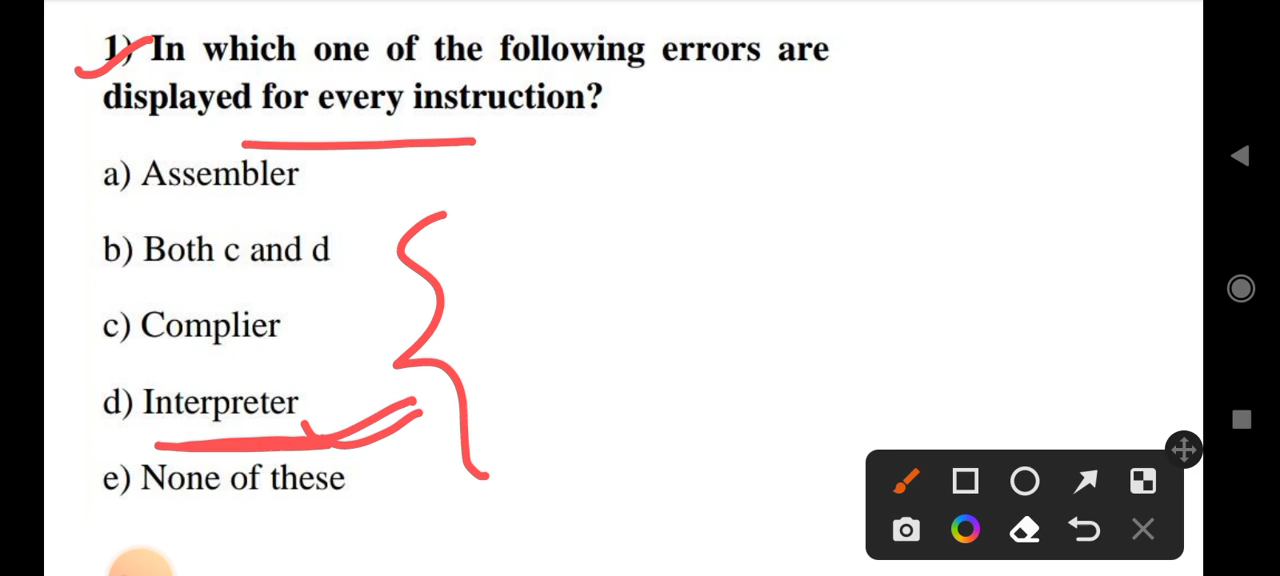 1) In which one of the following errors are
displayed for every instruction?
a) Assembler
b) Both c and d
c) Complier
d) Interpreter
e) None of these